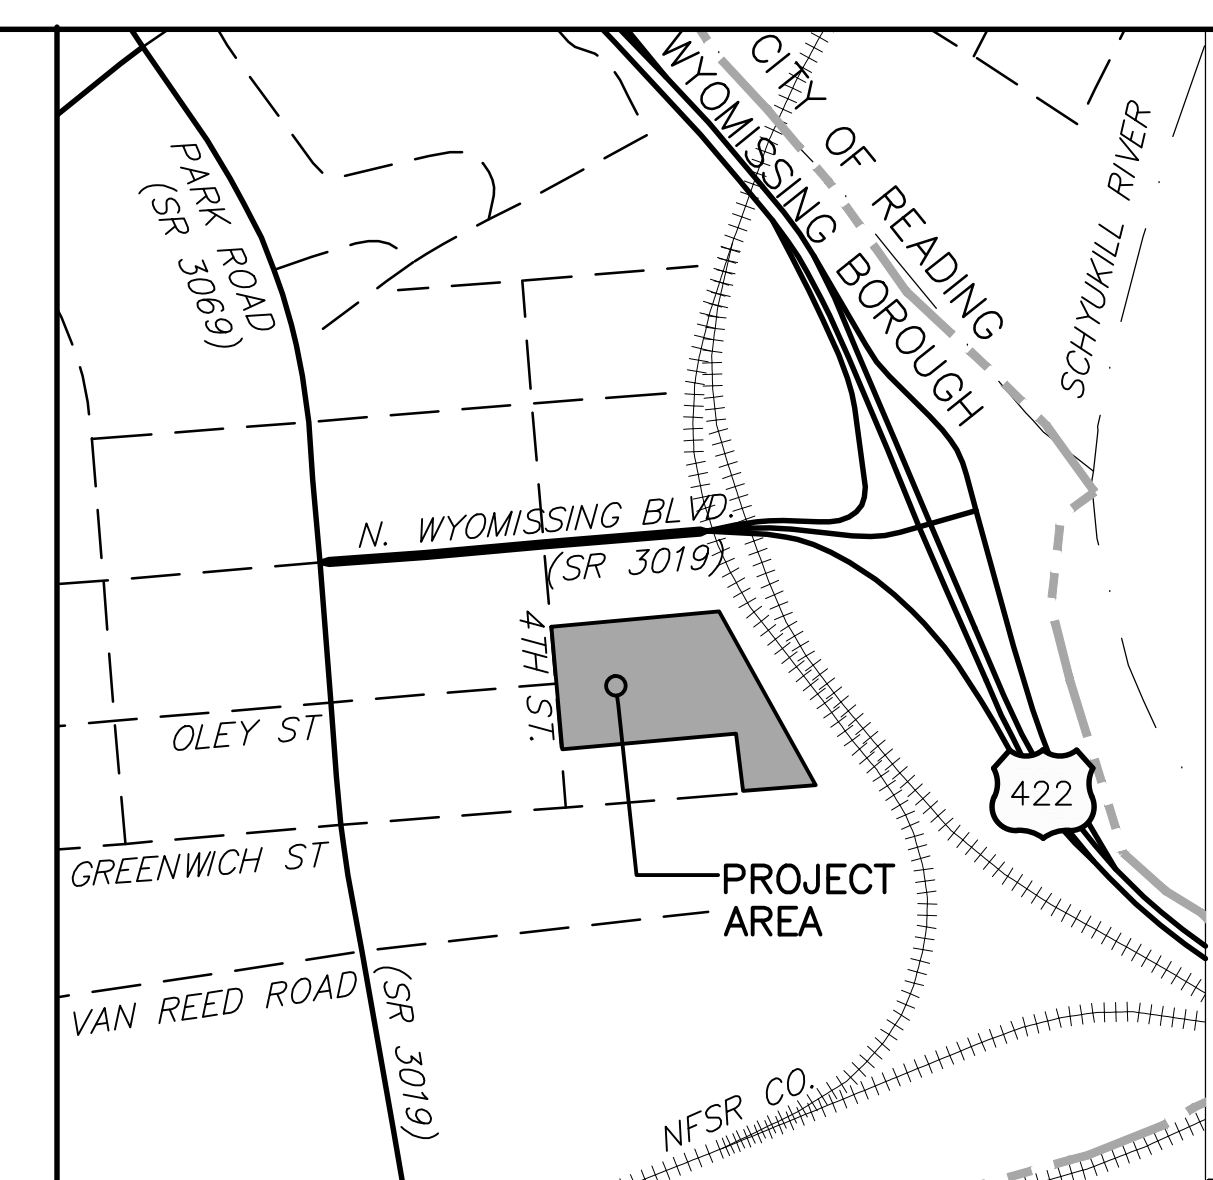 CITY OF READING
WYOMISSING BOROUGH
SCHYUKILL RIVER
PARK ROAD
(SR 3069)
N. WYOMISSING BLVD.
(SR 3019)
4TH ST.
OLEY ST
422
GREENWICH ST
PROJECT
AREA
VAN REED ROAD
(SR 3019)
NFSR CO.